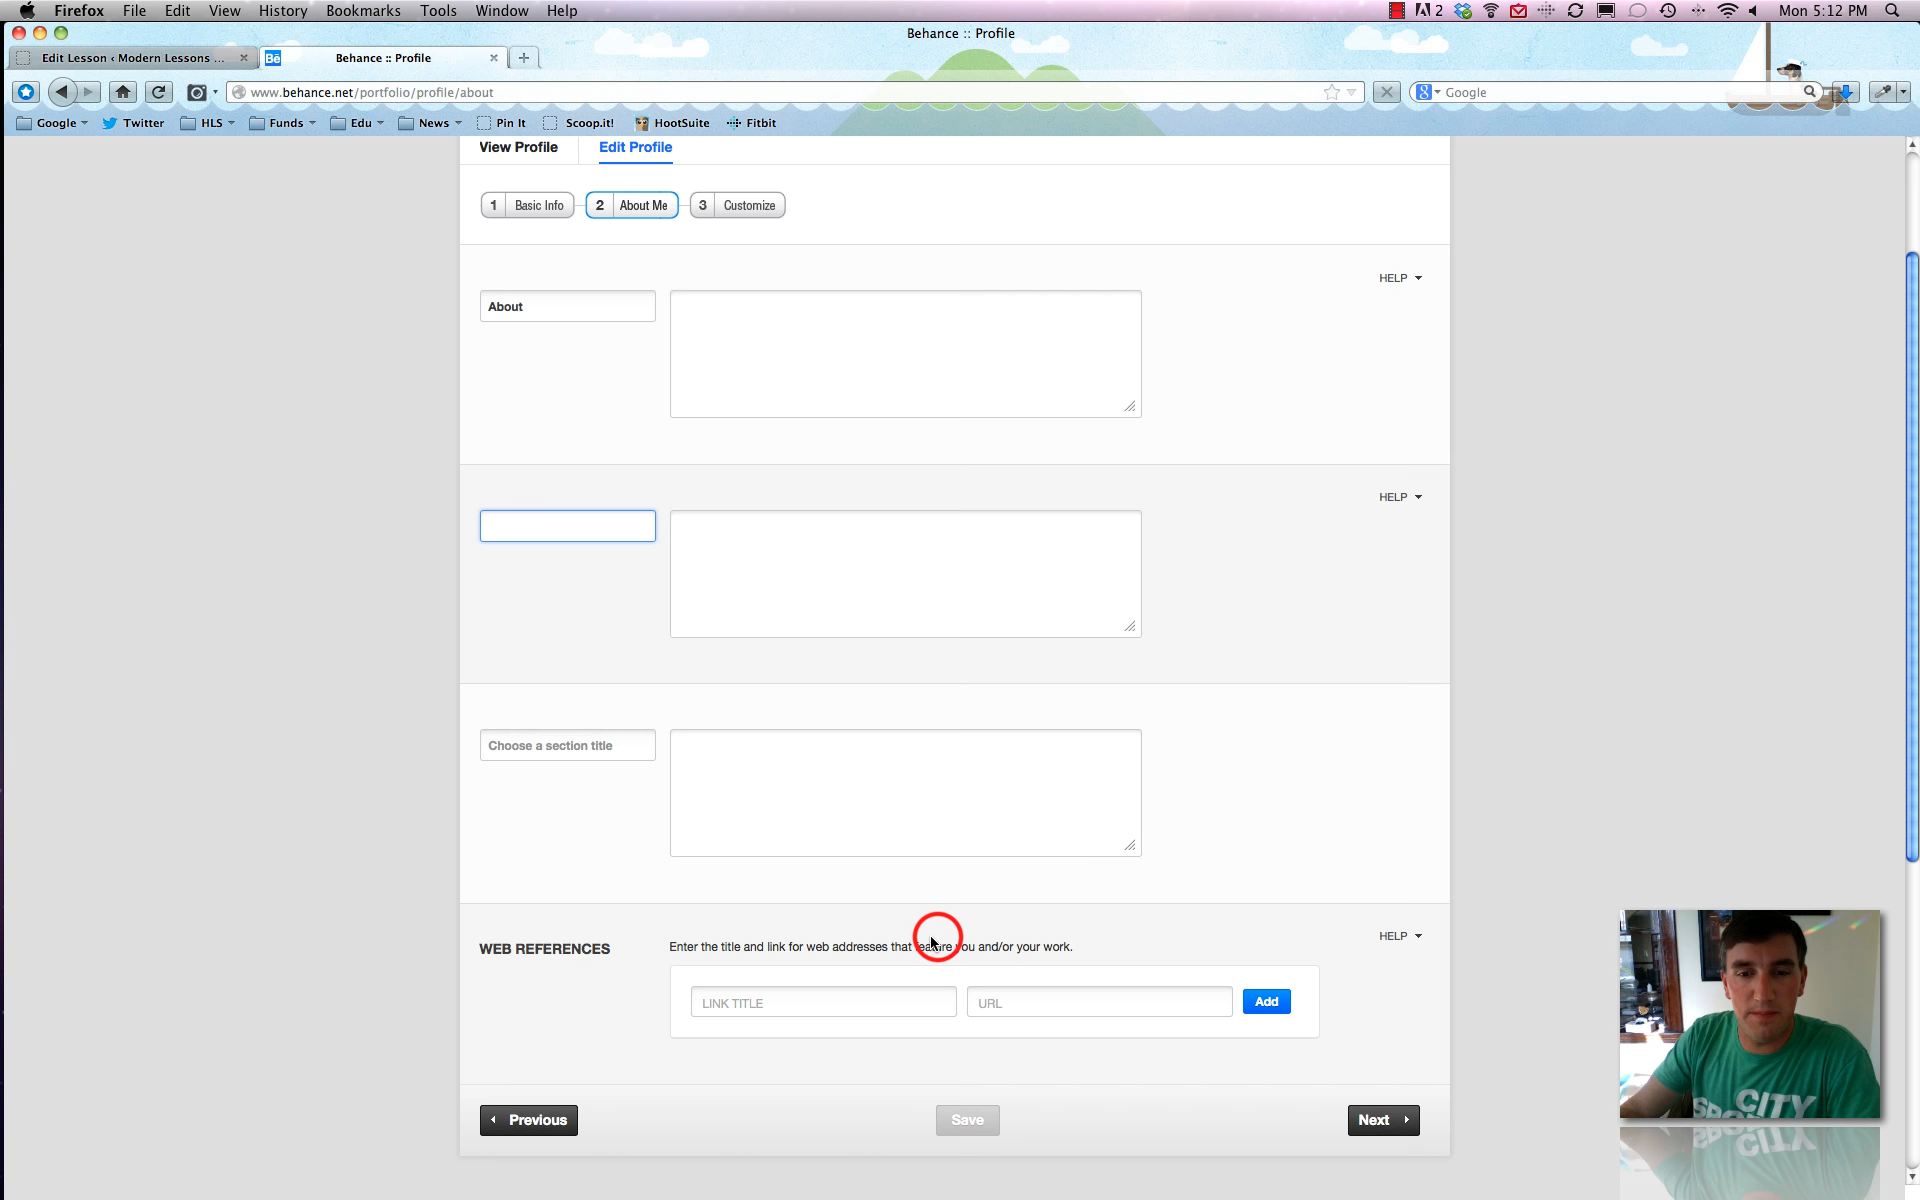 Firefox File Edit View History Bookmarks Tools Window Help 2 Mon 5:12 PM
Behance :: Profile
Edit Lesson ‹ Modern Lessons ... Bē Behance :: Profile
www.behance.net/portfolio/profile/about Google
Google Twitter HLS Funds Edu News Pin It Scoop.it! HootSuite Fitbit
View Profile Edit Profile
1 Basic Info 2 About Me 3 Customize
HELP
About
HELP
Choose a section title
HELP
WEB REFERENCES Enter the title and link for web addresses that feature you and/or your work.
LINK TITLE URL Add
Previous Save Next
CITY